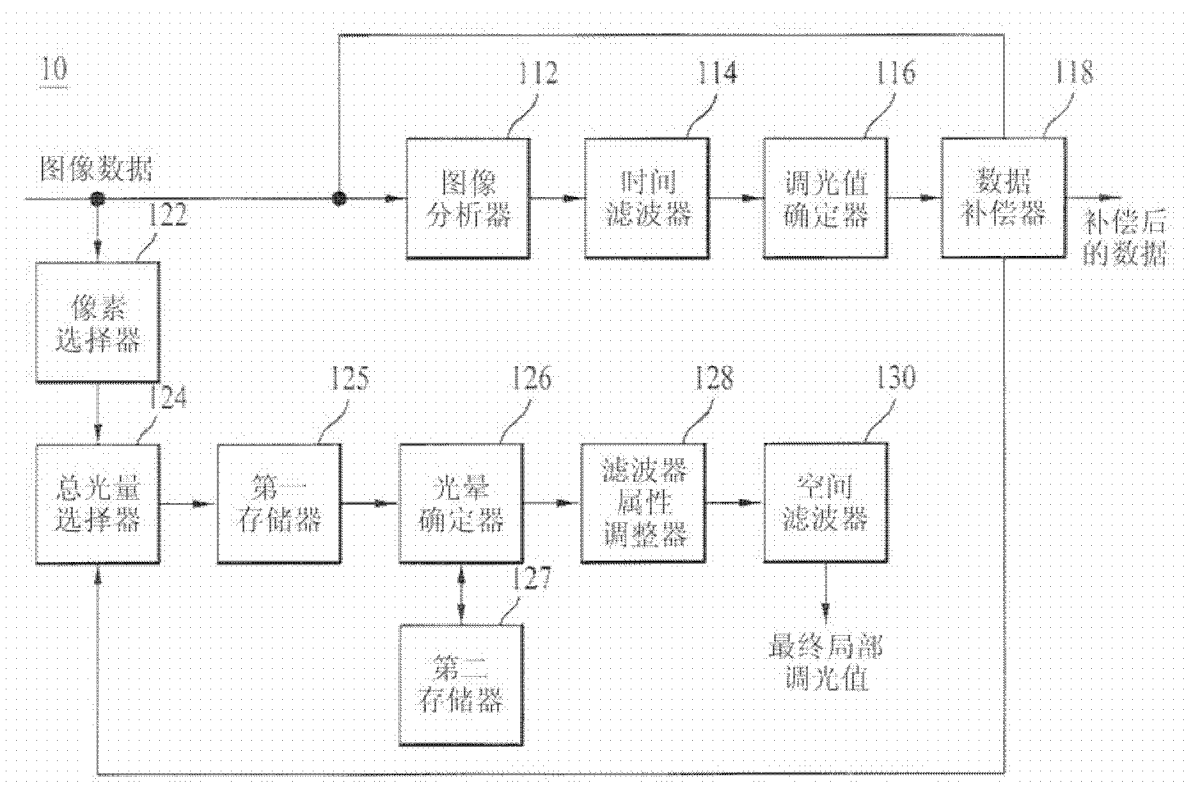 10
112
114
116
118
图像数据
图像
分析器
时间
滤波器
调光值
确定器
数据
补偿器
补偿后
的数据
122
像素
选择器
124
125
126
128
130
总光量
选择器
第一
存储器
光晕
确定器
滤波器
属性
调整器
空间
滤波器
127
第二
存储器
最终局部
调光值